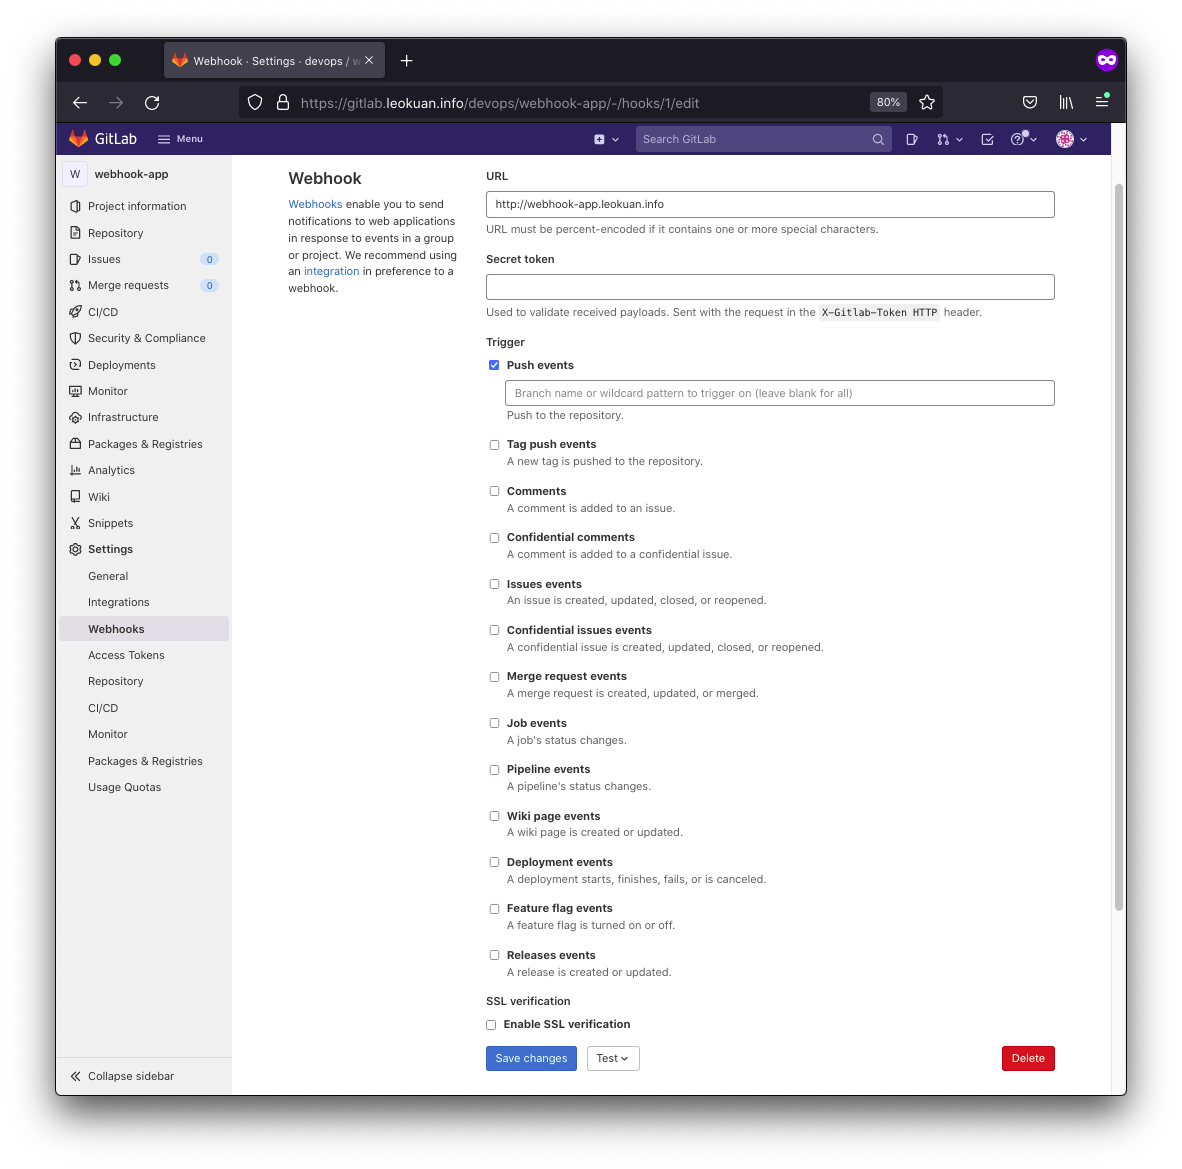 Webhook · Settings · devops / w
https://gitlab.leokuan.info/devops/webhook-app/-/hooks/1/edit
80%
GitLab
Menu
Search GitLab
W
webhook-app
Project information
Repository
Issues 0
Merge requests 0
CI/CD
Security & Compliance
Deployments
Monitor
Infrastructure
Packages & Registries
Analytics
Wiki
Snippets
Settings
General
Integrations
Webhooks
Access Tokens
Repository
CI/CD
Monitor
Packages & Registries
Usage Quotas
Collapse sidebar
Webhook
Webhooks enable you to send
notifications to web applications
in response to events in a group
or project. We recommend using
an integration in preference to a
webhook.
URL
http://webhook-app.leokuan.info
URL must be percent-encoded if it contains one or more special characters.
Secret token
Used to validate received payloads. Sent with the request in the X-Gitlab-Token HTTP header.
Trigger
Push events
Branch name or wildcard pattern to trigger on (leave blank for all)
Push to the repository.
Tag push events
A new tag is pushed to the repository.
Comments
A comment is added to an issue.
Confidential comments
A comment is added to a confidential issue.
Issues events
An issue is created, updated, closed, or reopened.
Confidential issues events
A confidential issue is created, updated, closed, or reopened.
Merge request events
A merge request is created, updated, or merged.
Job events
A job's status changes.
Pipeline events
A pipeline's status changes.
Wiki page events
A wiki page is created or updated.
Deployment events
A deployment starts, finishes, fails, or is canceled.
Feature flag events
A feature flag is turned on or off.
Releases events
A release is created or updated.
SSL verification
Enable SSL verification
Save changes
Test
Delete